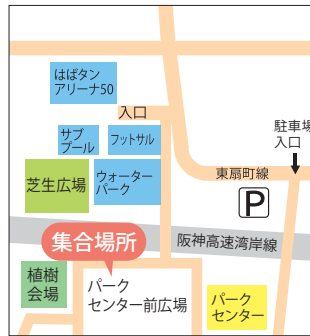 はばタン
アリーナ50
入口
サブ
プール
フットサル
駐車場
入口
芝生広場
ウォーター
パーク
東扇町線
P
集合場所
阪神高速湾岸線
植樹
会場
パーク
センター前広場
パーク
センター